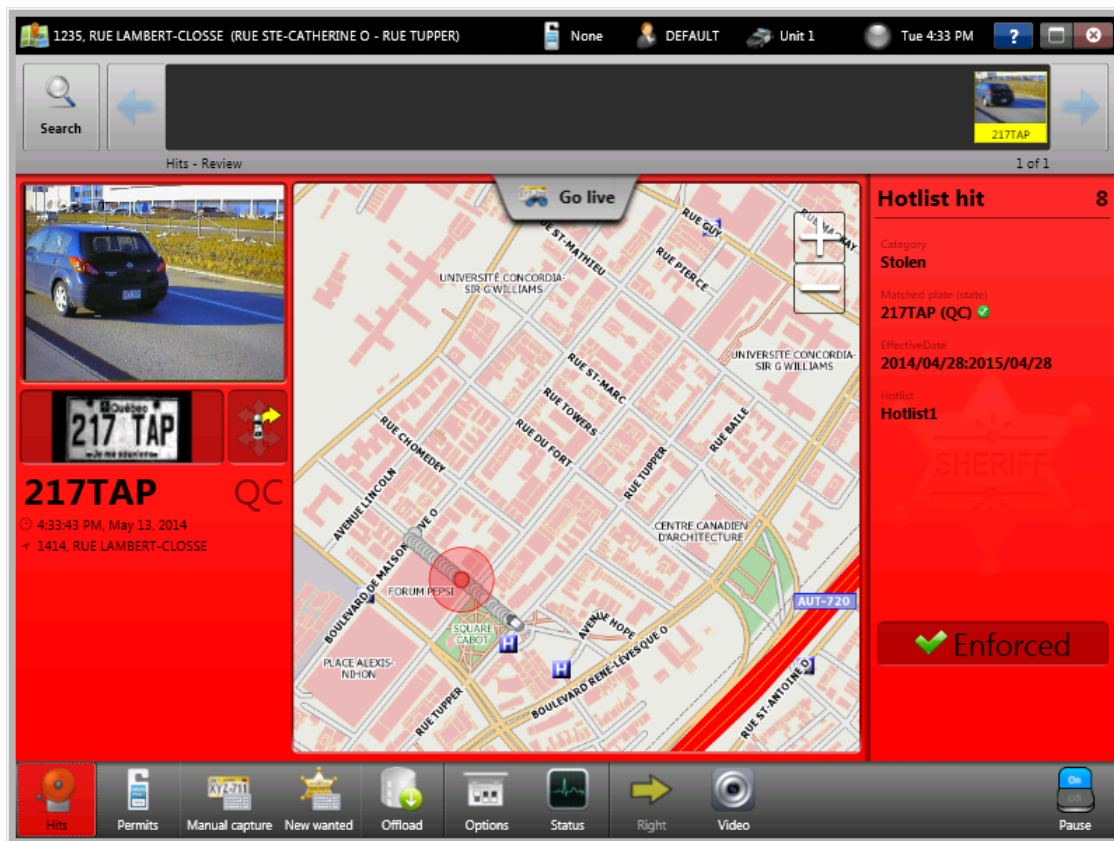 1235, RUE LAMBERT-CLOSSE (RUE STE-CATHERINE O - RUE TUPPER)
None
DEFAULT
Unit 1
Tue 4:33 PM
?
Search
217TAP
Hits - Review
1 of 1
Go live
Hotlist hit 8
Category
Stolen
Matched plate (state)
217TAP (QC)
EffectiveDate
2014/04/28:2015/04/28
Hotlist
Hotlist1
SHERIFF
Enforced
Québec
217 TAP
Je me souviens
217TAP QC
4:33:43 PM, May 13, 2014
1414, RUE LAMBERT-CLOSSE
RUE GUY
RUE MACKAY
RUE ST-MATHIEU
RUE PIERCE
UNIVERSITÉ CONCORDIA-
SIR G WILLIAMS
UNIVERSITÉ CONCORDIA-
SIR G WILLIAMS
RUE ST-MARC
RUE TOWERS
RUE BAILE
RUE DU FORT
RUE CHOMEDEY
RUE TUPPER
AVENUE LINCOLN
CENTRE CANADIEN
D'ARCHITECTURE
BOULEVARD DE MAISON VE O
FORUM PEPSI
AUT-720
SQUARE
CABOT
AVENUE HOPE
H
H
PLACE ALEXIS-
NIHON
BOULEVARD RENÉ-LÉVESQUE O
RUE TUPPER
RUE ST-ANTOINE O
Hits
XYZ-711
Permits
Manual capture
New wanted
Offload
Options
Status
Right
Video
On
Off
Pause